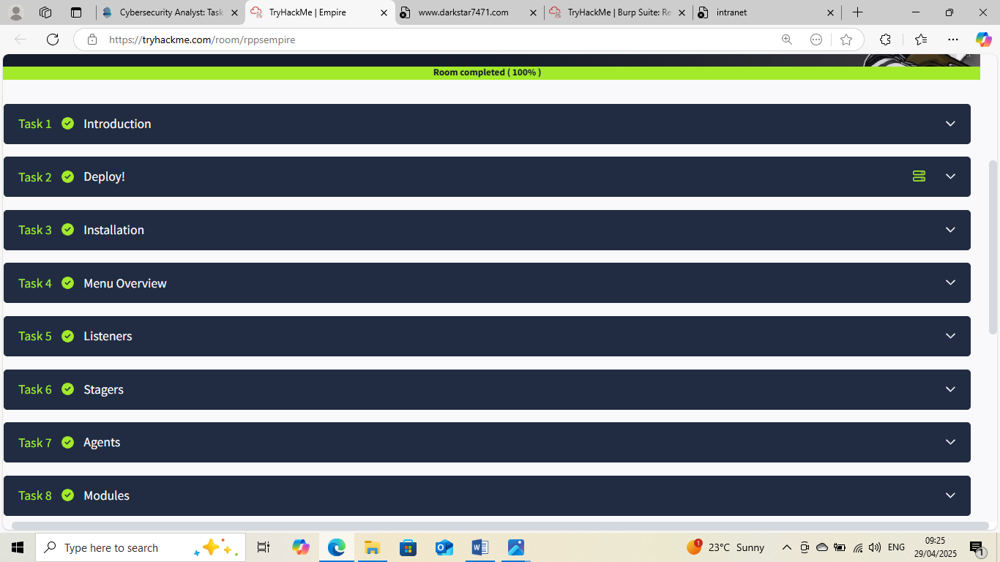 Cybersecurity Analyst: Task
TryHackMe | Empire
www.darkstar7471.com
TryHackMe | Burp Suite: Re
intranet
https://tryhackme.com/room/rppsempire
Room completed ( 100% )
Task 1 Introduction
Task 2 Deploy!
Task 3 Installation
Task 4 Menu Overview
Task 5 Listeners
Task 6 Stagers
Task 7 Agents
Task 8 Modules
Type here to search
1
23°C Sunny
ENG
09:25
29/04/2025
1